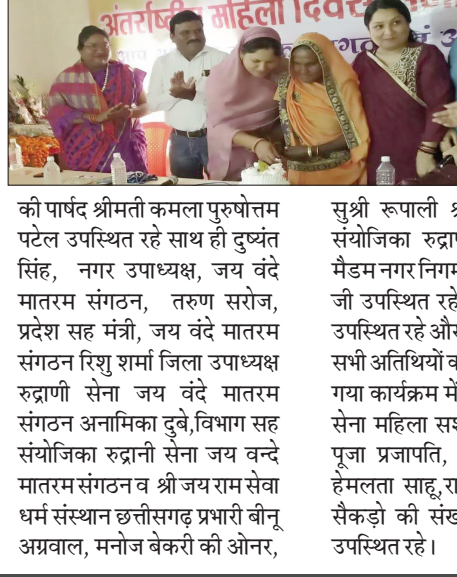 अंतर्राष्ट्रीय महिला दिवस
की पार्षद श्रीमती कमला पुरुषोत्तम
पटेल उपस्थित रहे साथ ही दुष्यंत
सिंह, नगर उपाध्यक्ष, जय वंदे
मातरम संगठन, तरुण सरोज,
प्रदेश सह मंत्री, जय वंदे मातरम
संगठन रिशु शर्मा जिला उपाध्यक्ष
रुद्राणी सेना जय वंदे मातरम
संगठन अनामिका दुबे,विभाग सह
संयोजिका रुद्रानी सेना जय वन्दे
मातरम संगठन व श्री जय राम सेवा
धर्म संस्थान छत्तीसगढ़ प्रभारी बीनू
अग्रवाल, मनोज बेकरी की ओनर,
सुश्री रूपाली
संयोजिका
मैडम नगर निगम
जी उपस्थित रहे
उपस्थित रहे और
सभी अतिथियों
गया कार्यक्रम में
सेना महिला
पूजा प्रजापति,
हेमलता साहू,
सैकड़ो की
उपस्थित रहे।